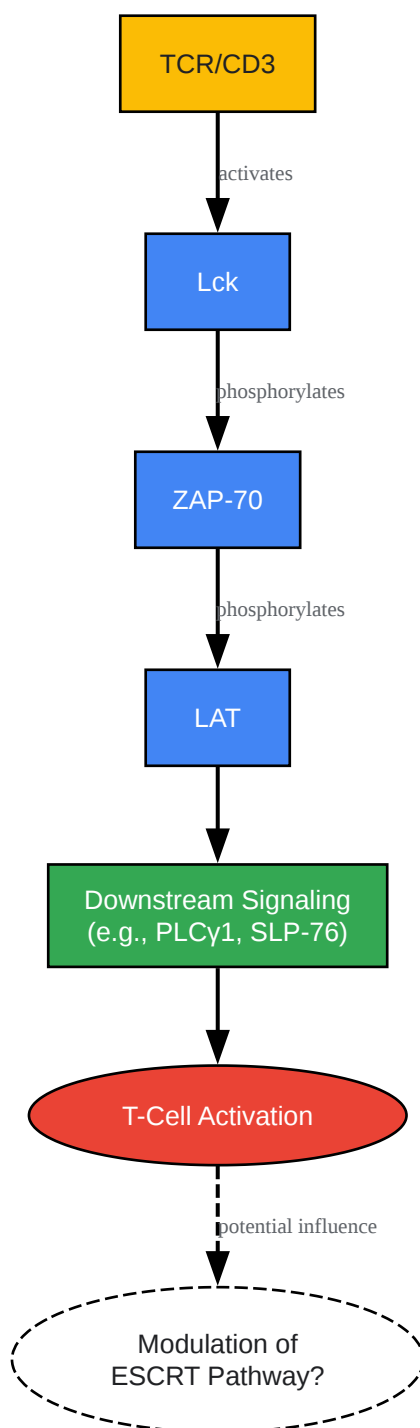 TCR/CD3
activates
Lck
phosphorylates
ZAP-70
phosphorylates
LAT
Downstream Signaling
(e.g., PLCγ1, SLP-76)
T-Cell Activation
potential influence
Modulation of
ESCRT Pathway?